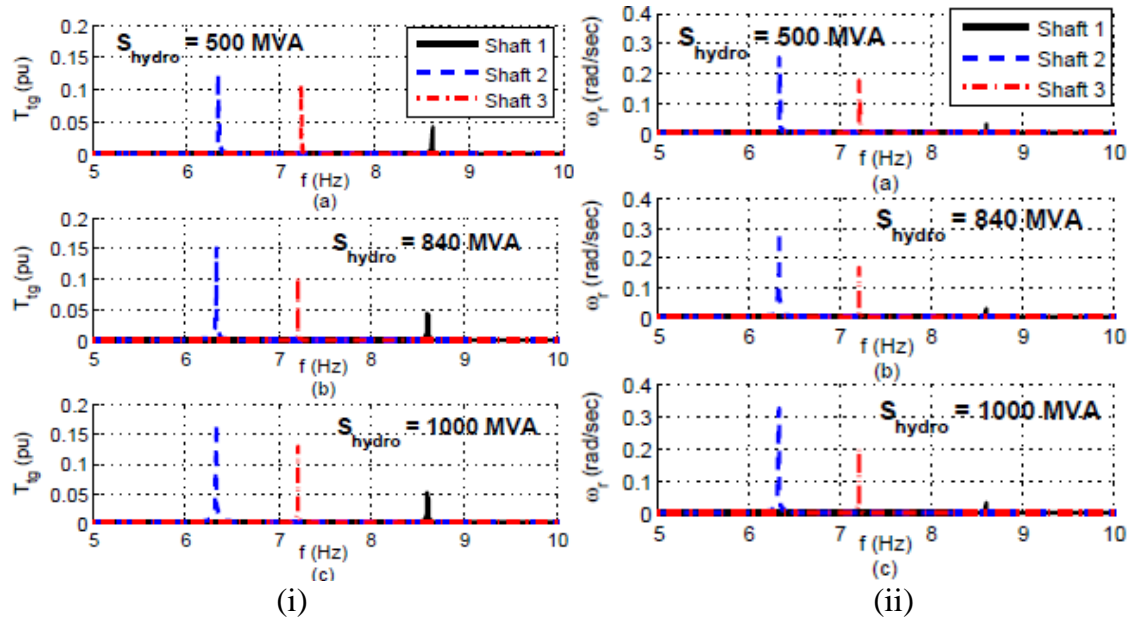 S_hydro = 500 MVA
Shaft 1
Shaft 2
Shaft 3
T_tg (pu)
0.2
0.15
0.1
0.05
0
5 6 7 8 9 10
f (Hz)
(a)
S_hydro = 840 MVA
T_tg (pu)
0.2
0.15
0.1
0.05
0
5 6 7 8 9 10
f (Hz)
(b)
S_hydro = 1000 MVA
T_tg (pu)
0.2
0.15
0.1
0.05
0
5 6 7 8 9 10
f (Hz)
(c)
(i)
S_hydro = 500 MVA
Shaft 1
Shaft 2
Shaft 3
ω_r (rad/sec)
0.4
0.3
0.2
0.1
0
5 6 7 8 9 10
f (Hz)
(a)
S_hydro = 840 MVA
ω_r (rad/sec)
0.4
0.3
0.2
0.1
0
5 6 7 8 9 10
f (Hz)
(b)
S_hydro = 1000 MVA
ω_r (rad/sec)
0.4
0.3
0.2
0.1
0
5 6 7 8 9 10
f (Hz)
(c)
(ii)